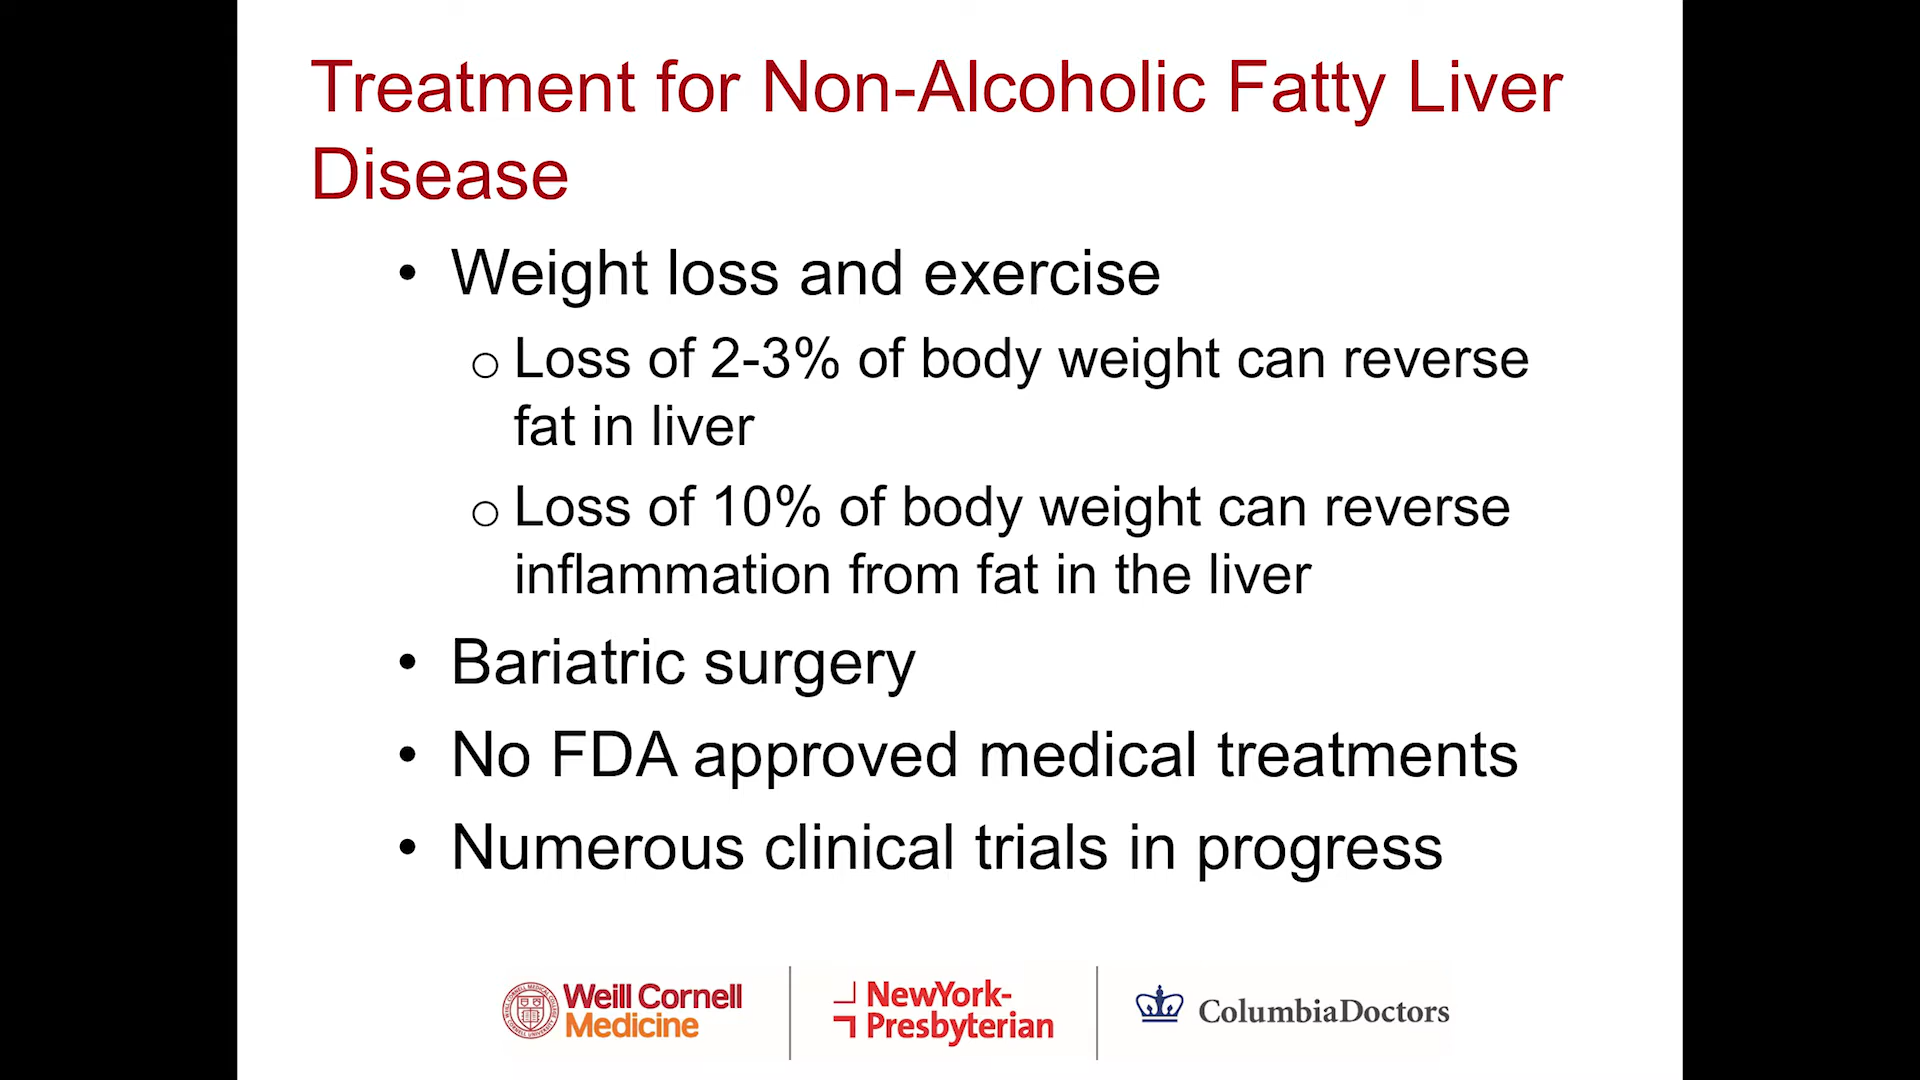 Treatment for Non-Alcoholic Fatty Liver
Disease
• Weight loss and exercise
o Loss of 2-3% of body weight can reverse
fat in liver
o Loss of 10% of body weight can reverse
inflammation from fat in the liver
• Bariatric surgery
• No FDA approved medical treatments
• Numerous clinical trials in progress
Weill Cornell
Medicine
NewYork-
Presbyterian
ColumbiaDoctors